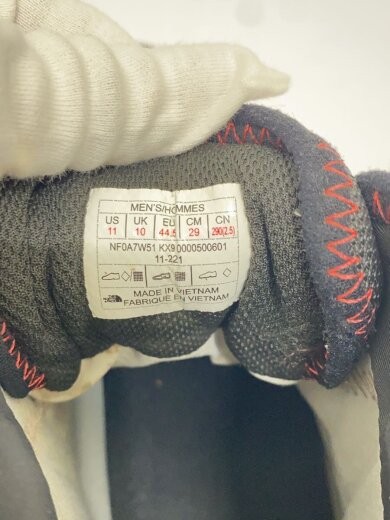 MEN'S/HOMMES
US UK EU CM CN
11 10 44.5 29 290(2.5)
NF0A7W51 KX90000500601
11-221
MADE IN VIETNAM
FABRIQUE EN VIETNAM